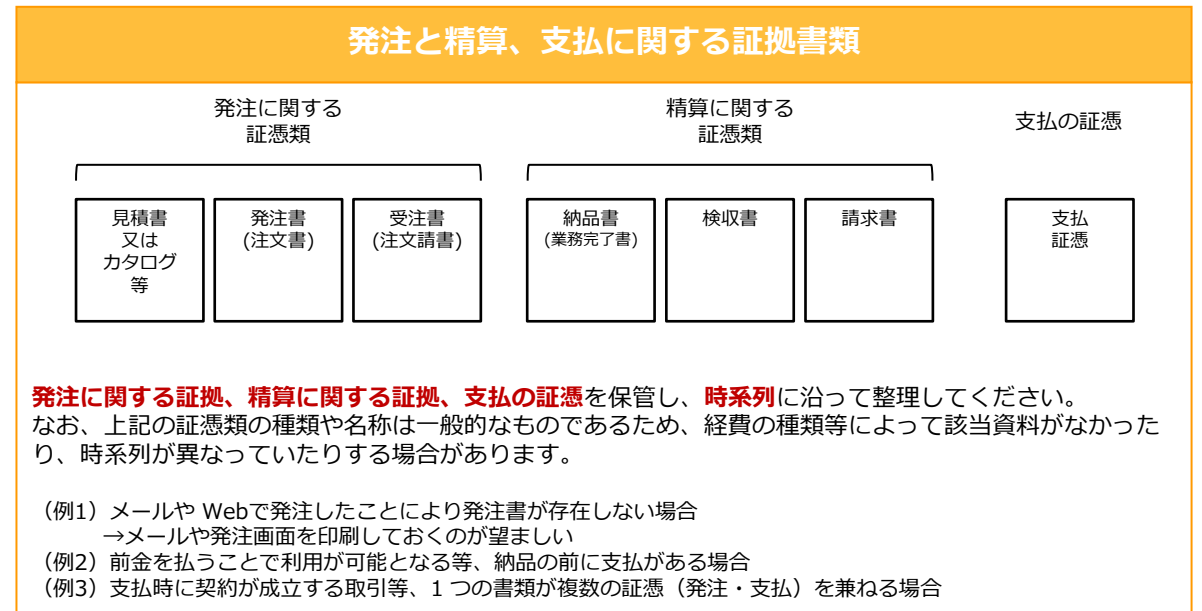 発注と精算、支払に関する証拠書類
発注に関する
証憑類
精算に関する
証憑類
支払の証憑
見積書
又は
カタログ
等
発注書
(注文書)
受注書
(注文請書)
納品書
(業務完了書)
検収書
請求書
支払
証憑
発注に関する証拠、精算に関する証拠、支払の証憑を保管し、時系列に沿って整理してください。
なお、上記の証憑類の種類や名称は一般的なものであるため、経費の種類等によって該当資料がなかった
り、時系列が異なっていたりする場合があります。
（例1）メールや Webで発注したことにより発注書が存在しない場合
→メールや発注画面を印刷しておくのが望ましい
（例2）前金を払うことで利用が可能となる等、納品の前に支払がある場合
（例3）支払時に契約が成立する取引等、1 つの書類が複数の証憑（発注・支払）を兼ねる場合